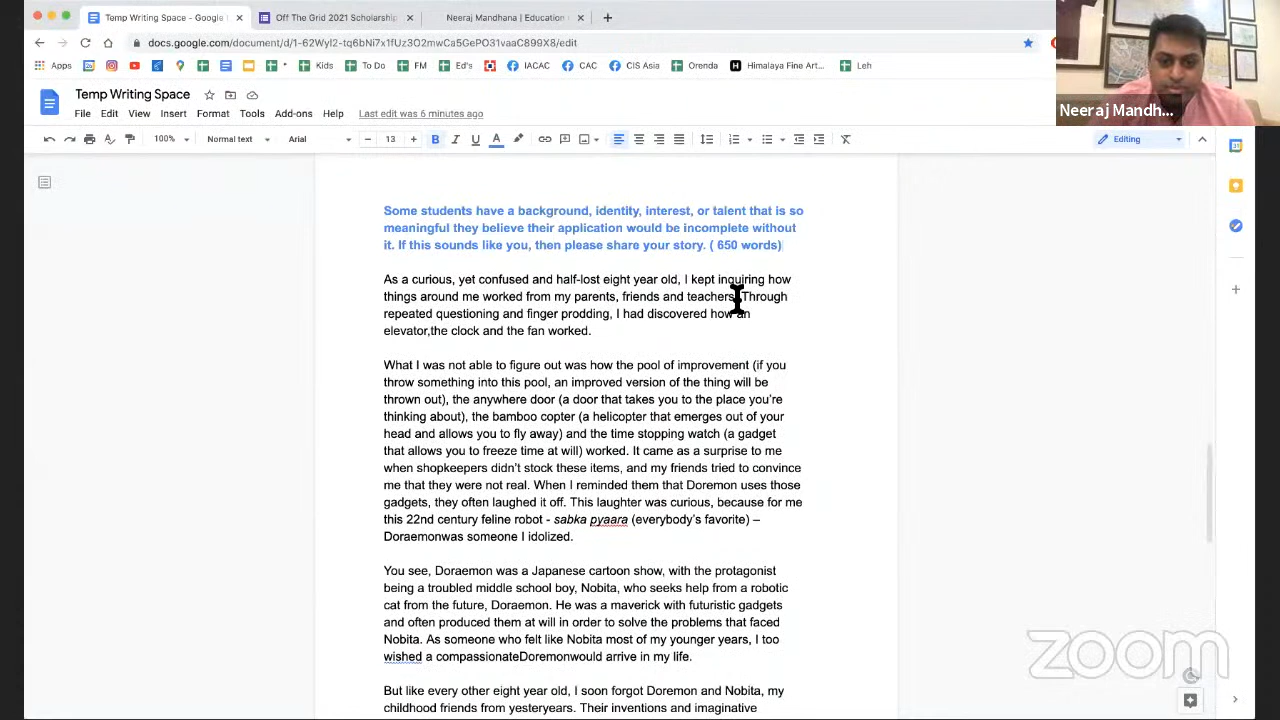 Temp Writing Space - Google
Off The Grid 2021 Scholarship
Neeraj Mandhana | Education
docs.google.com/document/d/1-62WyI2-tq6bNi7x1fUz3O2mwCa5GePO31vaaC899X8/edit
Apps
Kids
To Do
FM
Ed's
IACAC
CAC
CIS Asia
Orenda
Himalaya Fine Art...
Leh
Neeraj Mandh...
Temp Writing Space
File Edit View Insert Format Tools Add-ons Help Last edit was 6 minutes ago
100% Normal text Arial 13 B I U A Editing
Some students have a background, identity, interest, or talent that is so
meaningful they believe their application would be incomplete without
it. If this sounds like you, then please share your story. ( 650 words)
As a curious, yet confused and half-lost eight year old, I kept inquiring how
things around me worked from my parents, friends and teachers. Through
repeated questioning and finger prodding, I had discovered how an
elevator,the clock and the fan worked.
What I was not able to figure out was how the pool of improvement (if you
throw something into this pool, an improved version of the thing will be
thrown out), the anywhere door (a door that takes you to the place you're
thinking about), the bamboo copter (a helicopter that emerges out of your
head and allows you to fly away) and the time stopping watch (a gadget
that allows you to freeze time at will) worked. It came as a surprise to me
when shopkeepers didn't stock these items, and my friends tried to convince
me that they were not real. When I reminded them that Doremon uses those
gadgets, they often laughed it off. This laughter was curious, because for me
this 22nd century feline robot - sabka pyaara (everybody's favorite) –
Doraemonwas someone I idolized.
You see, Doraemon was a Japanese cartoon show, with the protagonist
being a troubled middle school boy, Nobita, who seeks help from a robotic
cat from the future, Doraemon. He was a maverick with futuristic gadgets
and often produced them at will in order to solve the problems that faced
Nobita. As someone who felt like Nobita most of my younger years, I too
wished a compassionateDoremonwould arrive in my life.
But like every other eight year old, I soon forgot Doremon and Nobita, my
childhood friends from yesteryears. Their inventions and imaginative
zoom